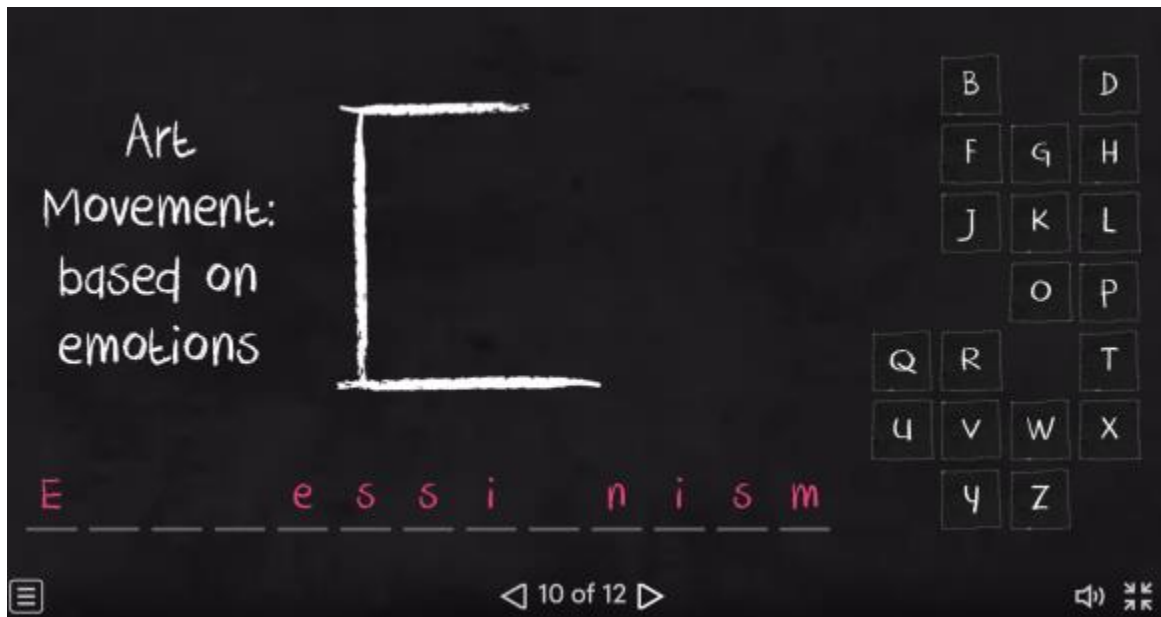 Art
Movement:
based on
emotions
B D
F G H
J K L
O P
Q R T
U V W X
Y Z
E _ _ _ e s s i _ n i s m
10 of 12